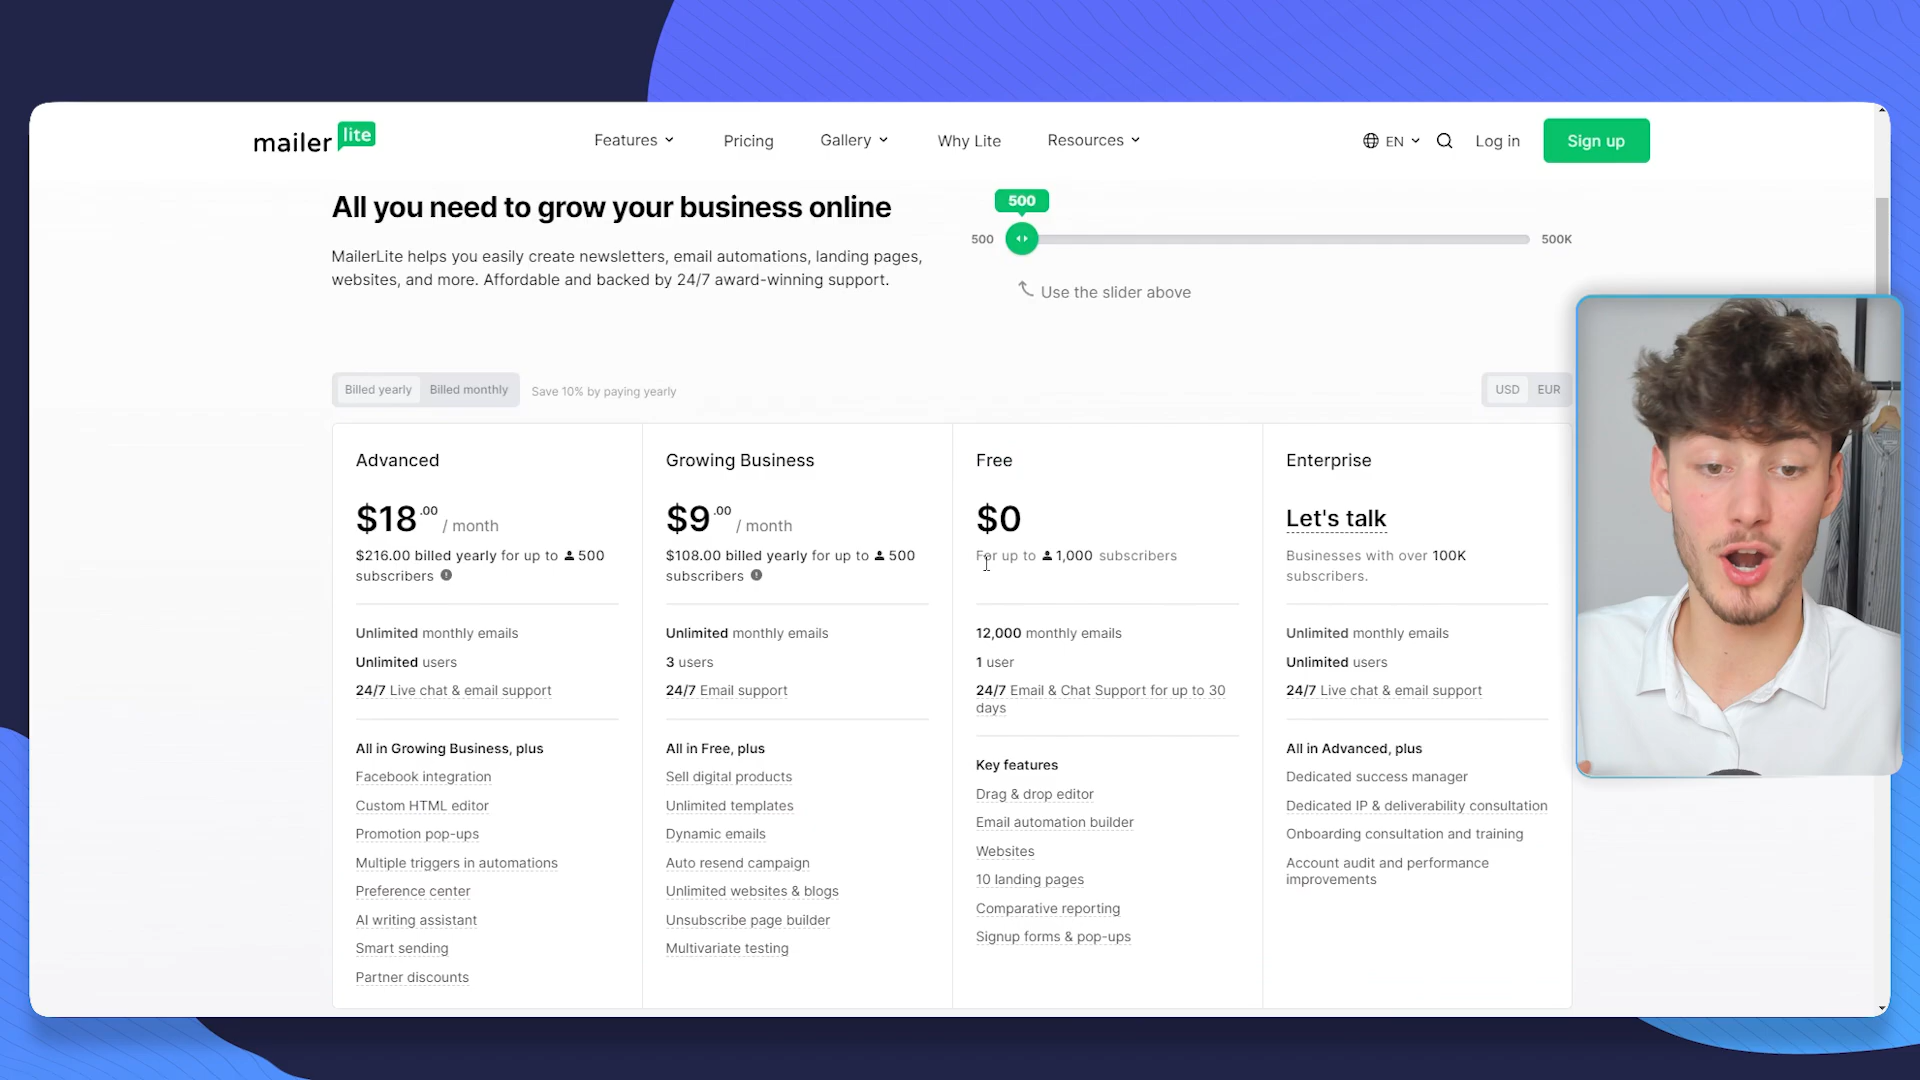 mailer lite
Features
Pricing
Gallery
Why Lite
Resources
EN
Log in
Sign up
All you need to grow your business online
MailerLite helps you easily create newsletters, email automations, landing pages,
websites, and more. Affordable and backed by 24/7 award-winning support.
500
500
500K
Use the slider above
Billed yearly
Billed monthly
Save 10% by paying yearly
USD
EUR
Advanced
$18.00 / month
$216.00 billed yearly for up to 500
subscribers
Unlimited monthly emails
Unlimited users
24/7 Live chat & email support
All in Growing Business, plus
Facebook integration
Custom HTML editor
Promotion pop-ups
Multiple triggers in automations
Preference center
AI writing assistant
Smart sending
Partner discounts
Growing Business
$9.00 / month
$108.00 billed yearly for up to 500
subscribers
Unlimited monthly emails
3 users
24/7 Email support
All in Free, plus
Sell digital products
Unlimited templates
Dynamic emails
Auto resend campaign
Unlimited websites & blogs
Unsubscribe page builder
Multivariate testing
Free
$0
For up to 1,000 subscribers
12,000 monthly emails
1 user
24/7 Email & Chat Support for up to 30
days
Key features
Drag & drop editor
Email automation builder
Websites
10 landing pages
Comparative reporting
Signup forms & pop-ups
Enterprise
Let's talk
Businesses with over 100K
subscribers.
Unlimited monthly emails
Unlimited users
24/7 Live chat & email support
All in Advanced, plus
Dedicated success manager
Dedicated IP & deliverability consultation
Onboarding consultation and training
Account audit and performance
improvements